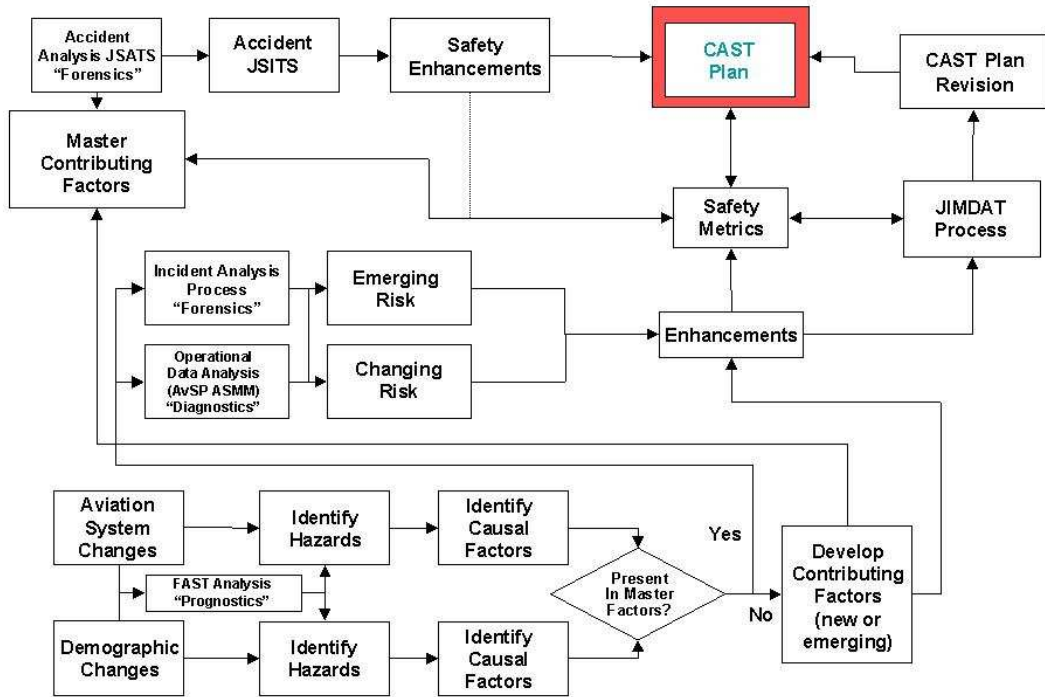 Accident
Analysis JSATS
“Forensics”
Accident
JSITS
Safety
Enhancements
CAST
Plan
CAST Plan
Revision
Master
Contributing
Factors
Safety
Metrics
JIMDAT
Process
Incident Analysis
Process
“Forensics”
Emerging
Risk
Enhancements
Operational
Data Analysis
(AvSP ASMM)
“Diagnostics”
Changing
Risk
Aviation
System
Changes
Identify
Hazards
Identify
Causal
Factors
Yes
FAST Analysis
“Prognostics”
Present
In Master
Factors?
No
Develop
Contributing
Factors
(new or
emerging)
Demographic
Changes
Identify
Hazards
Identify
Causal
Factors